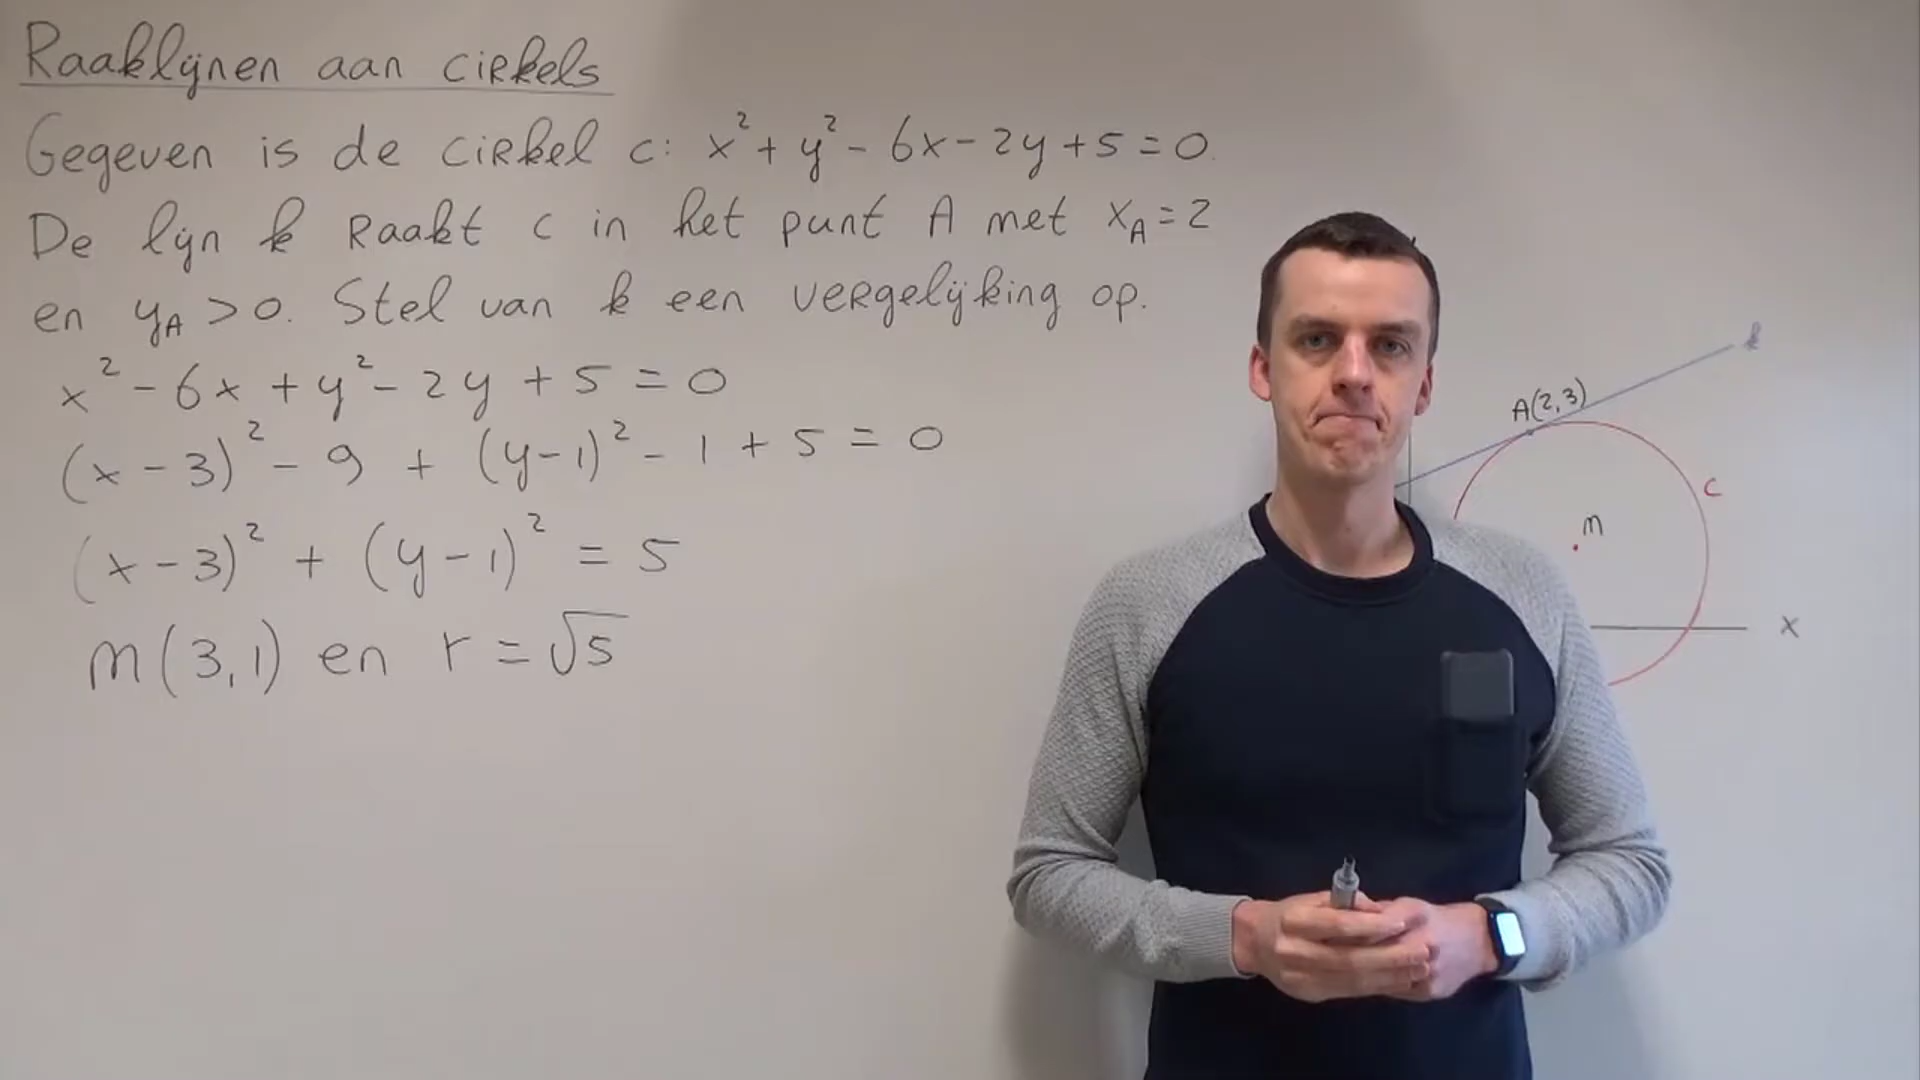 Raaklijnen aan cirkels
Gegeven is de cirkel c: x² + y² - 6x - 2y + 5 = 0.
De lijn k raakt c in het punt A met x_A = 2
en y_A > 0. Stel van k een vergelijking op.
x² - 6x + y² - 2y + 5 = 0
(x - 3)² - 9 + (y - 1)² - 1 + 5 = 0
(x - 3)² + (y - 1)² = 5
m(3,1) en r = √5
k
A(2,3)
c
m
x